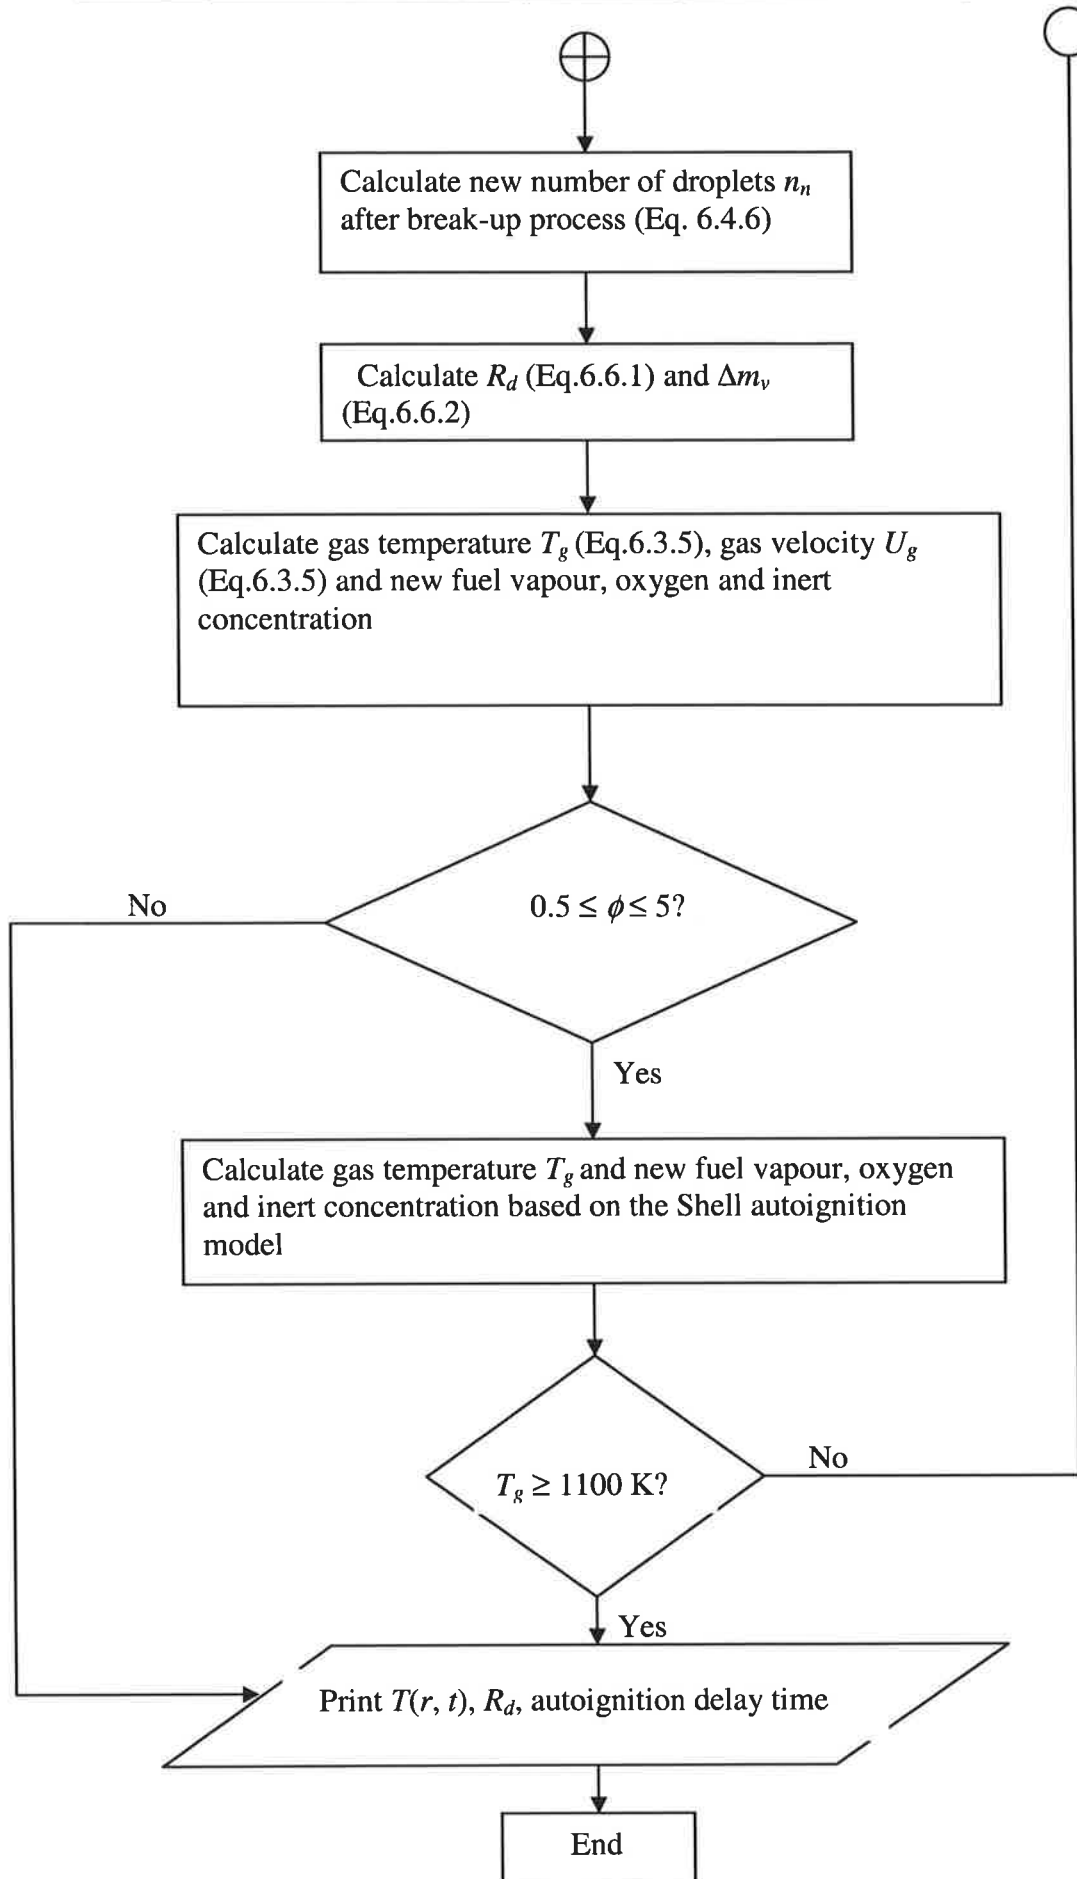 Calculate new number of droplets nₙ
after break-up process (Eq. 6.4.6)
Calculate R_d (Eq.6.6.1) and Δm_v
(Eq.6.6.2)
Calculate gas temperature T_g (Eq.6.3.5), gas velocity U_g
(Eq.6.3.5) and new fuel vapour, oxygen and inert
concentration
No
0.5 ≤ ϕ ≤ 5?
Yes
Calculate gas temperature T_g and new fuel vapour, oxygen
and inert concentration based on the Shell autoignition
model
No
T_g ≥ 1100 K?
Yes
Print T(r, t), R_d, autoignition delay time
End